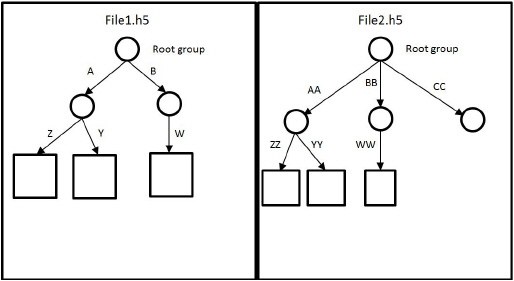 File1.h5
Root group
A
B
Z
Y
W
File2.h5
Root group
AA
BB
CC
ZZ
YY
WW